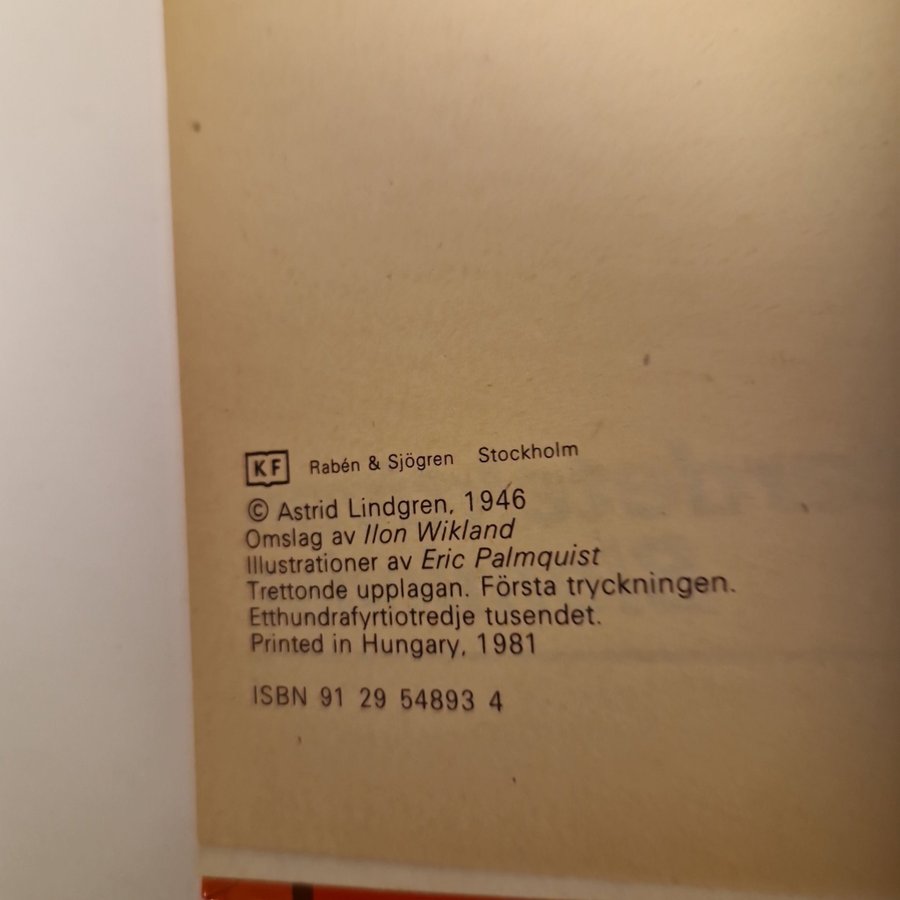 KF Rabén & Sjögren Stockholm
© Astrid Lindgren, 1946
Omslag av Ilon Wikland
Illustrationer av Eric Palmquist
Trettonde upplagan. Första tryckningen.
Etthundrafyrtiotredje tusendet.
Printed in Hungary, 1981
ISBN 91 29 54893 4